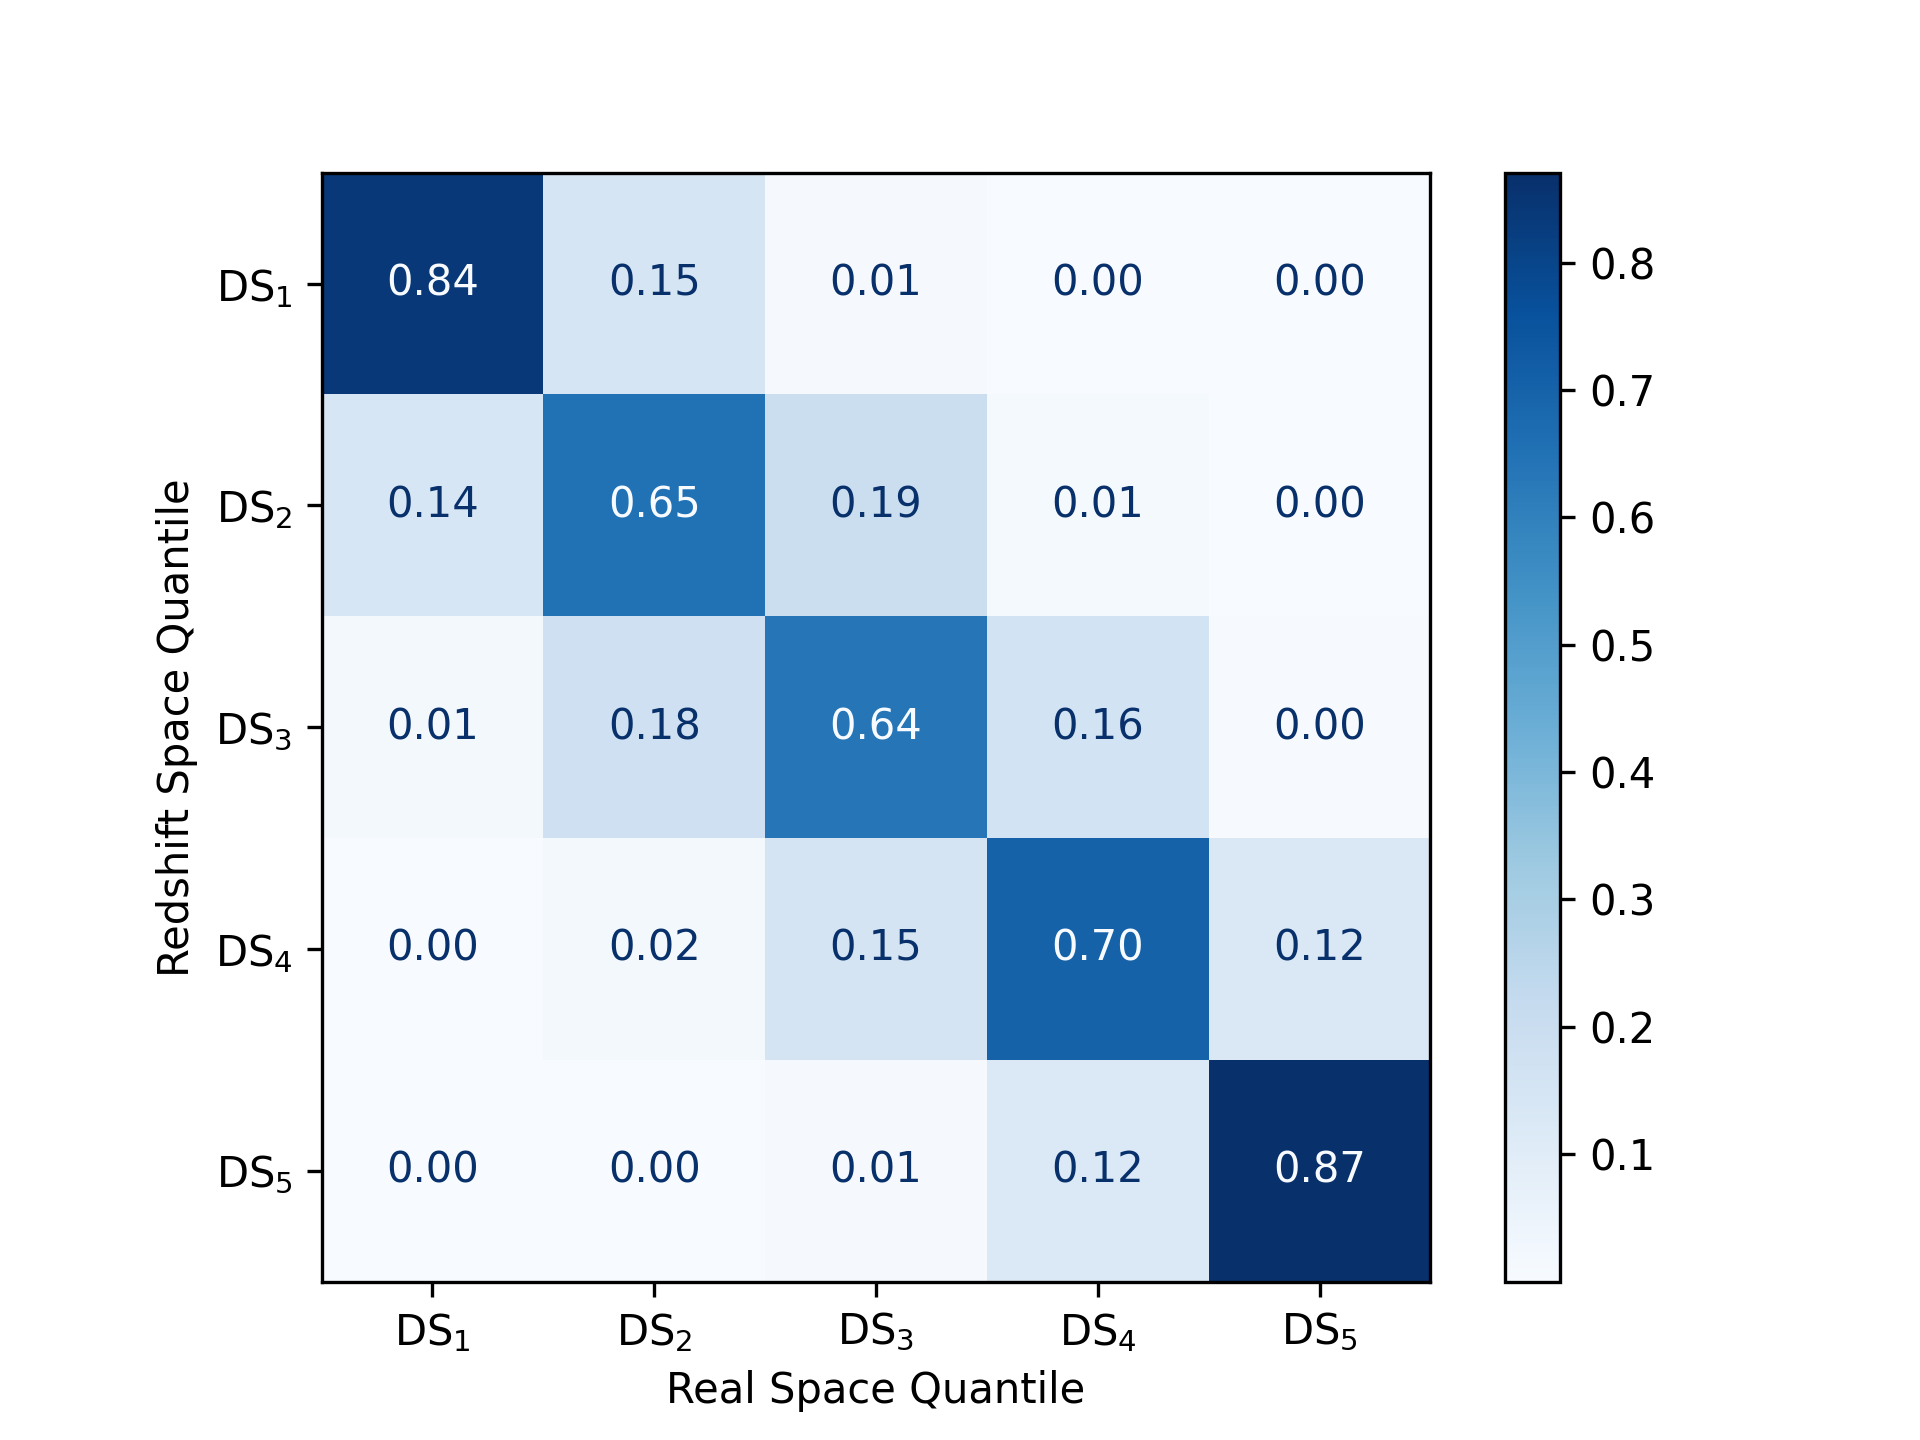 DS₁ 0.84 0.15 0.01 0.00 0.00
DS₂ 0.14 0.65 0.19 0.01 0.00
DS₃ 0.01 0.18 0.64 0.16 0.00
DS₄ 0.00 0.02 0.15 0.70 0.12
DS₅ 0.00 0.00 0.01 0.12 0.87
DS₁ DS₂ DS₃ DS₄ DS₅
Real Space Quantile
Redshift Space Quantile
0.8
0.7
0.6
0.5
0.4
0.3
0.2
0.1